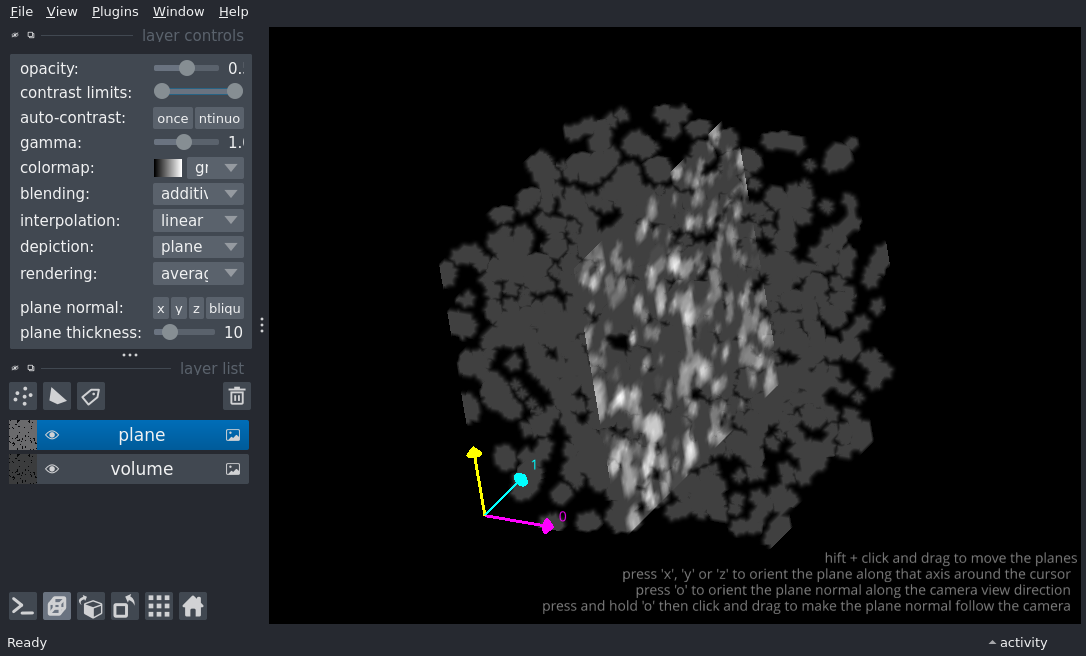 File View Plugins Window Help
layer controls
opacity: 0.
contrast limits:
auto-contrast: once ntinuo
gamma: 1.0
colormap: gr
blending: additiv
interpolation: linear
depiction: plane
rendering: averag
plane normal: x y z bliqu
plane thickness: 10
layer list
plane
volume
1
0
hift + click and drag to move the planes
press 'x', 'y' or 'z' to orient the plane along that axis around the cursor
press 'o' to orient the plane normal along the camera view direction
press and hold 'o' then click and drag to make the plane normal follow the camera
Ready activity